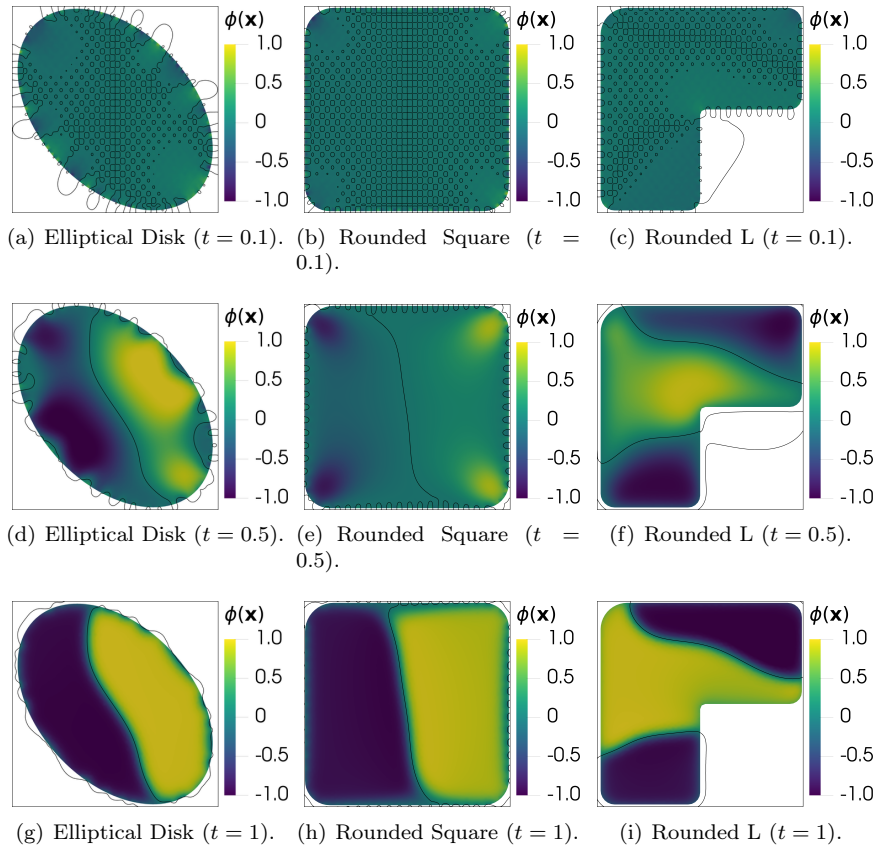 ϕ(x) ϕ(x) ϕ(x)
1.0 1.0 1.0
0.5 0.5 0.5
0 0 0
-0.5 -0.5 -0.5
-1.0 -1.0 -1.0
(a) Elliptical Disk (t = 0.1). (b) Rounded Square (t = (c) Rounded L (t = 0.1).
0.1).
ϕ(x) ϕ(x) ϕ(x)
1.0 1.0 1.0
0.5 0.5 0.5
0 0 0
-0.5 -0.5 -0.5
-1.0 -1.0 -1.0
(d) Elliptical Disk (t = 0.5). (e) Rounded Square (t = (f) Rounded L (t = 0.5).
0.5).
ϕ(x) ϕ(x) ϕ(x)
1.0 1.0 1.0
0.5 0.5 0.5
0 0 0
-0.5 -0.5 -0.5
-1.0 -1.0 -1.0
(g) Elliptical Disk (t = 1). (h) Rounded Square (t = 1). (i) Rounded L (t = 1).